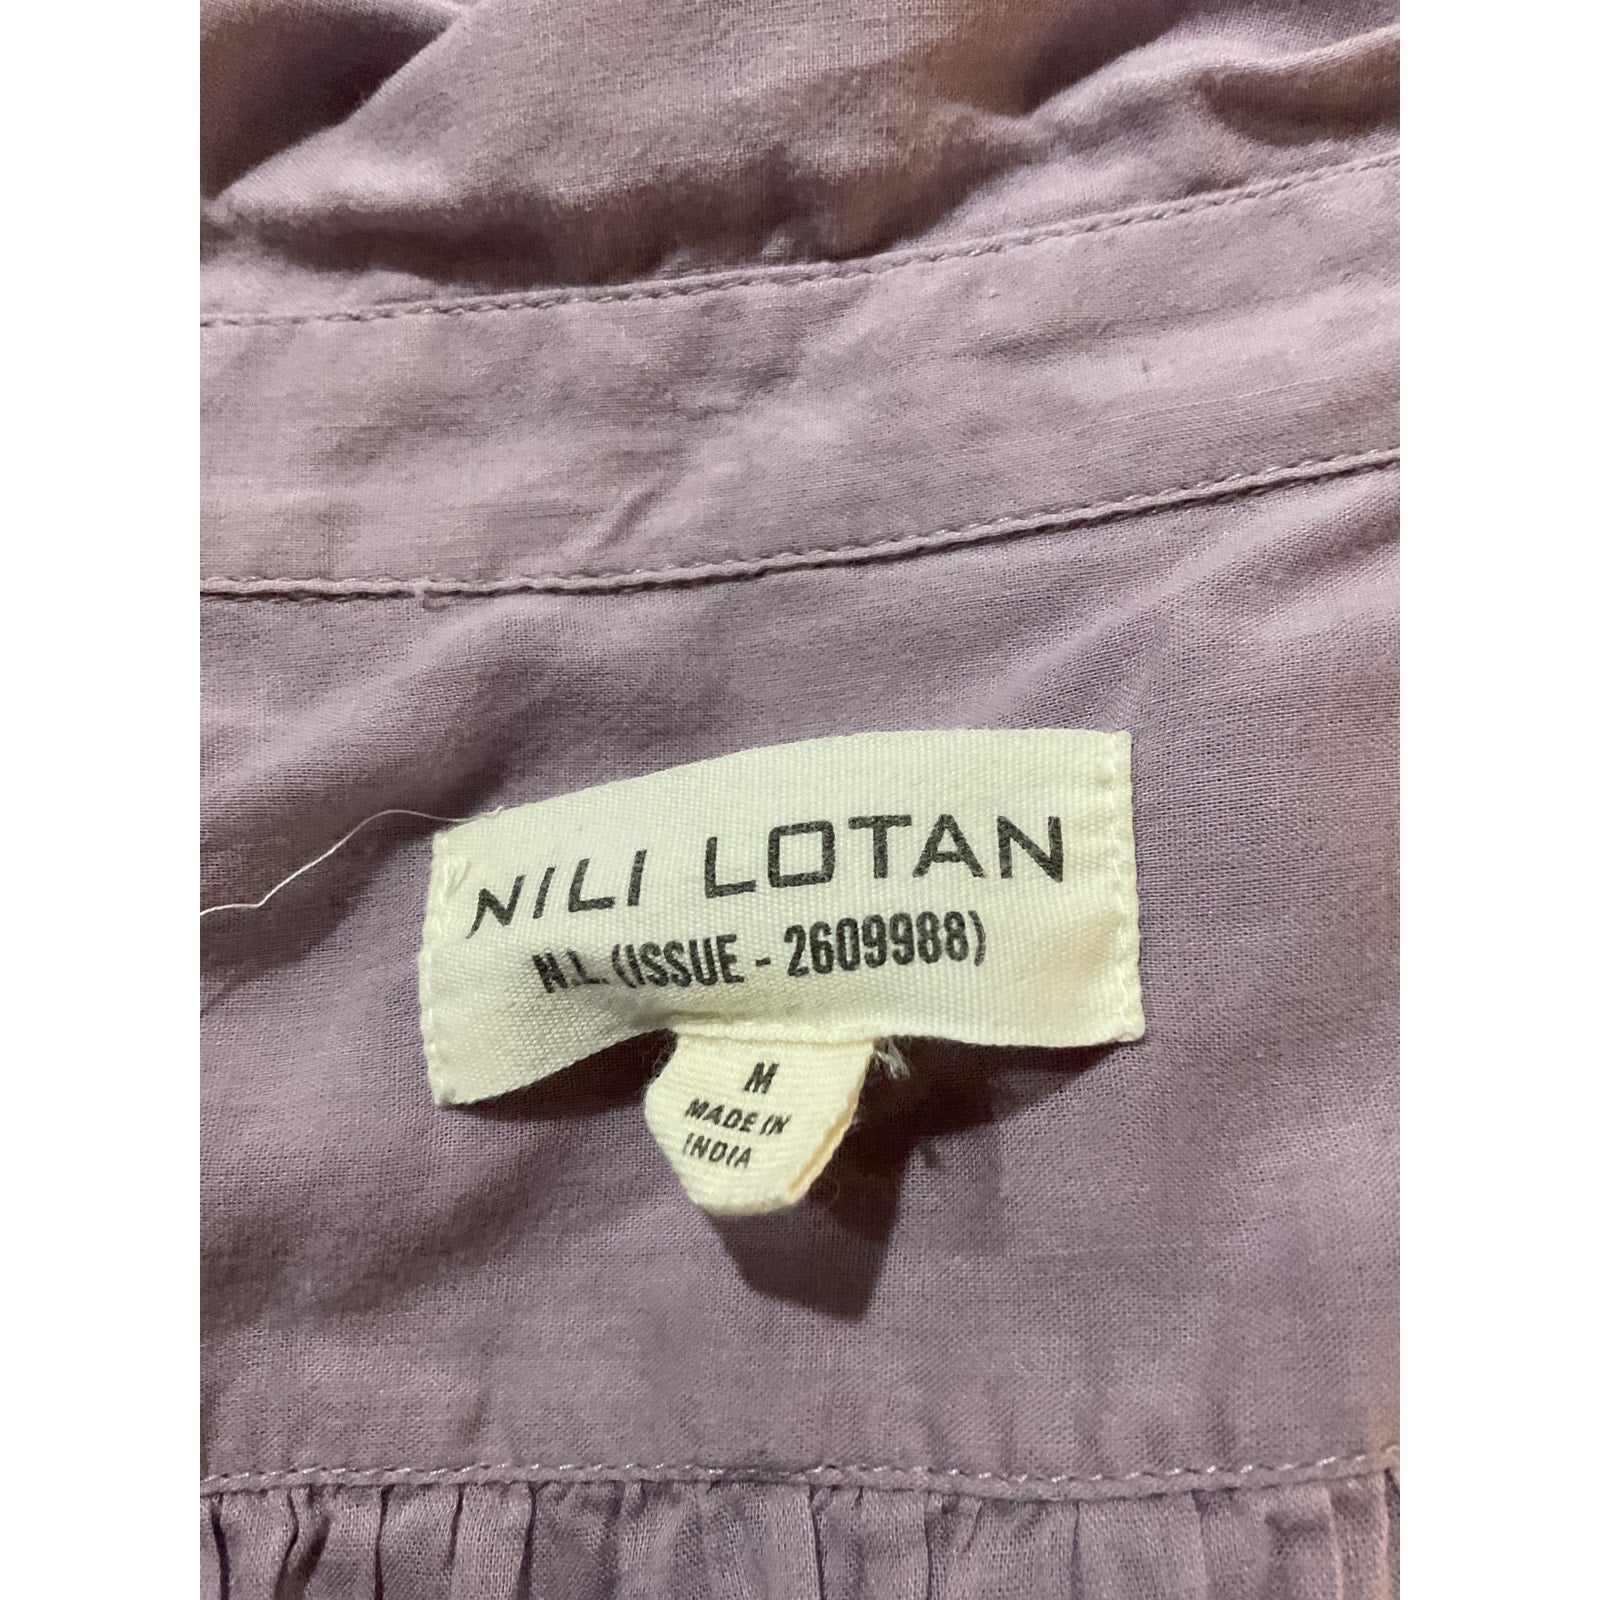 NILI LOTAN
N.L. (ISSUE - 2609988)
M
MADE IN
INDIA